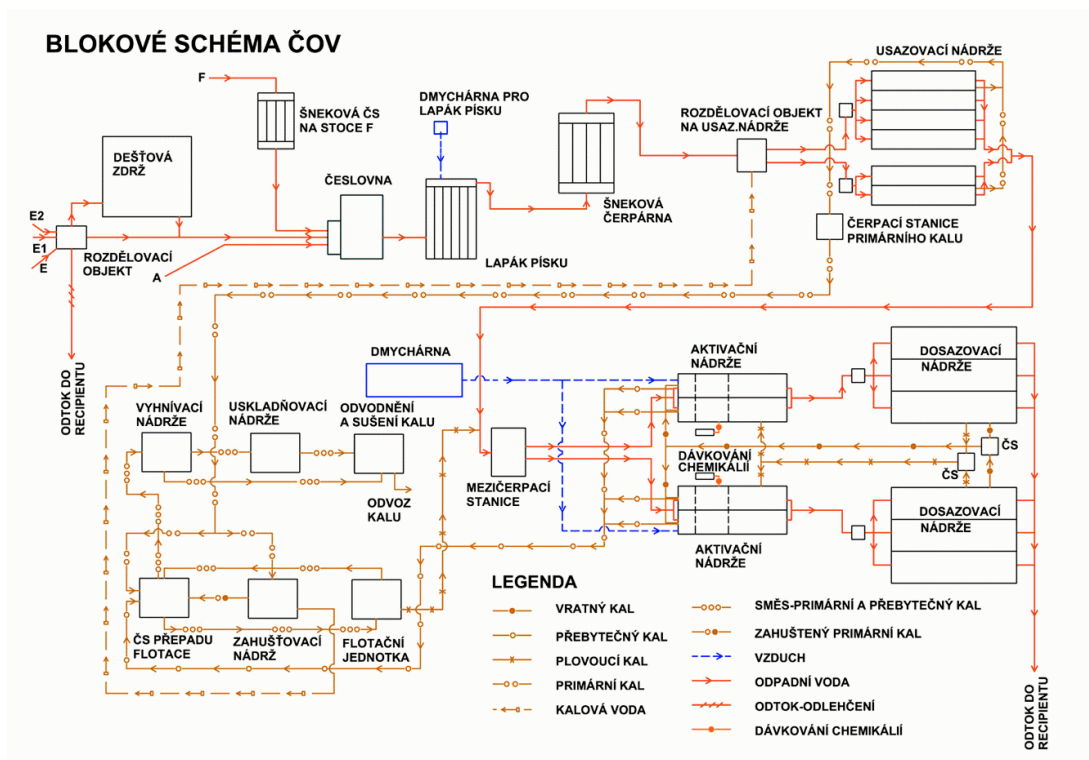 BLOKOVÉ SCHÉMA ČOV
F
ŠNEKOVÁ ČS
NA STOCE F
DMYCHÁRNA PRO
LAPÁK PÍSKU
USAZOVACÍ NÁDRŽE
ROZDĚLOVACÍ OBJEKT
NA USAZ.NÁDRŽE
DEŠŤOVÁ
ZDRŽ
ČESLOVNA
ŠNEKOVÁ
ČERPÁRNA
E2
E1
E
ROZDĚLOVACÍ
OBJEKT
A
LAPÁK PÍSKU
ČERPACÍ STANICE
PRIMÁRNÍHO KALU
ODTOK DO
RECIPIENTU
DMYCHÁRNA
AKTIVAČNÍ
NÁDRŽE
DOSAZOVACÍ
NÁDRŽE
VYHNÍVACÍ
NÁDRŽE
USKLADŇOVACÍ
NÁDRŽE
ODVODNĚNÍ
A SUŠENÍ KALU
ODVOZ
KALU
MEZIČERPACÍ
STANICE
DÁVKOVÁNÍ
CHEMIKÁLIÍ
ČS
ČS
DOSAZOVACÍ
NÁDRŽE
AKTIVAČNÍ
NÁDRŽE
ČS PŘEPADU
FLOTACE
ZAHUŠŤOVACÍ
NÁDRŽ
FLOTAČNÍ
JEDNOTKA
LEGENDA
VRATNÝ KAL
PŘEBYTEČNÝ KAL
PLOVOUCÍ KAL
PRIMÁRNÍ KAL
KALOVÁ VODA
SMĚS-PRIMÁRNÍ A PŘEBYTEČNÝ KAL
ZAHUŠTĚNÝ PRIMÁRNÍ KAL
VZDUCH
ODPADNÍ VODA
ODTOK-ODLEHČENÍ
DÁVKOVÁNÍ CHEMIKÁLIÍ
ODTOK DO
RECIPIENTU